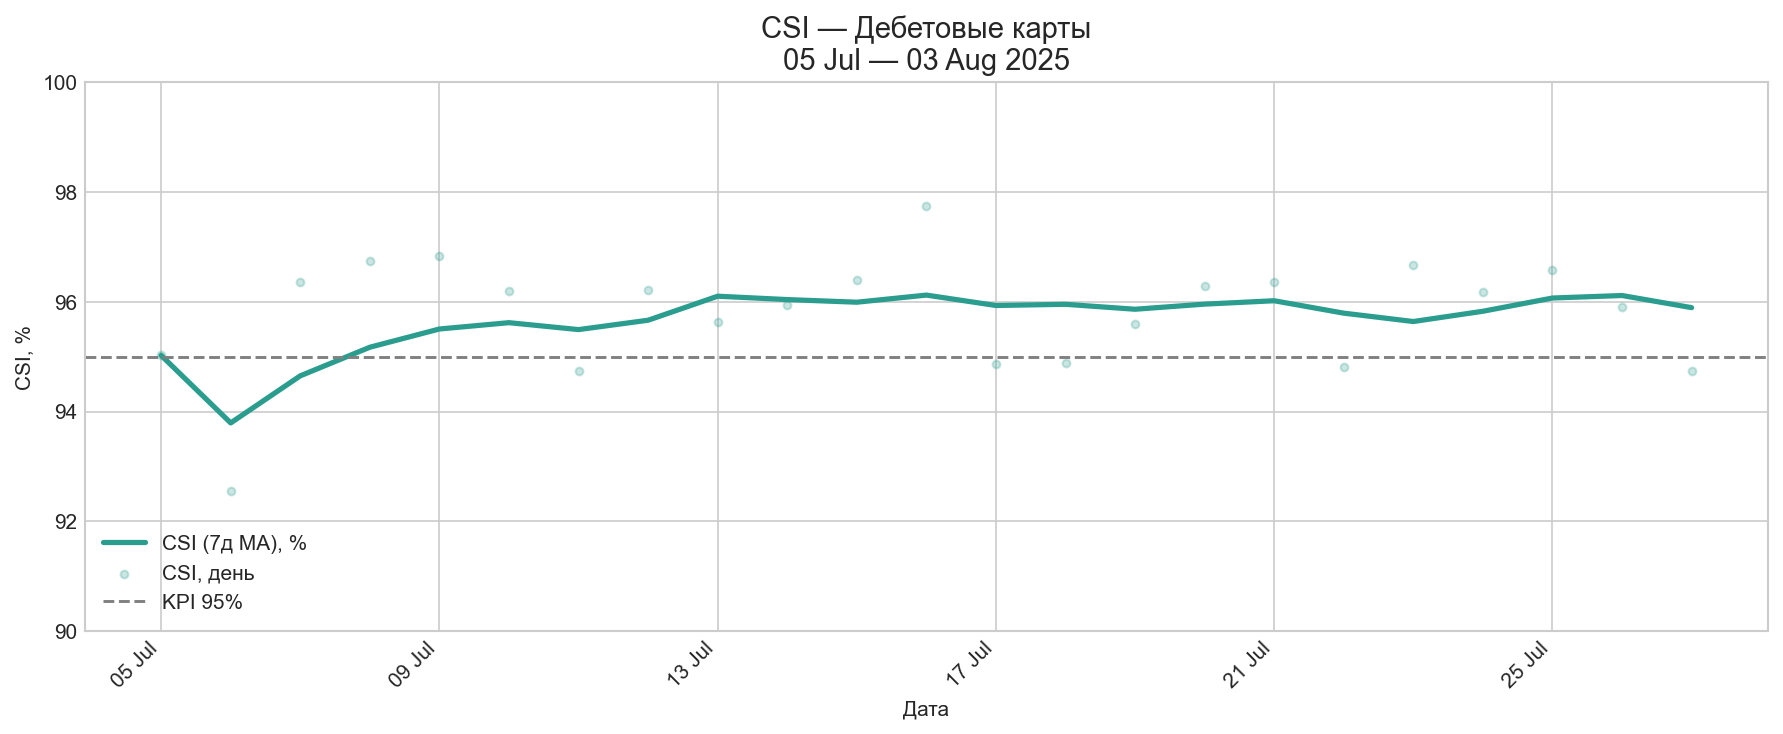 CSI — Дебетовые карты
05 Jul — 03 Aug 2025
CSI, %
100
98
96
94
92
90
CSI (7д MA), %
CSI, день
KPI 95%
05 Jul
09 Jul
13 Jul
17 Jul
21 Jul
25 Jul
Дата